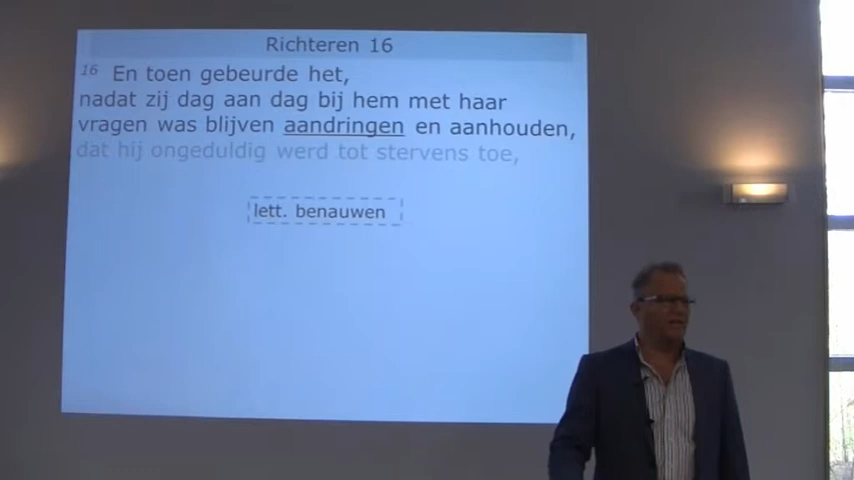 Richteren 16
16 En toen gebeurde het,
nadat zij dag aan dag bij hem met haar
vragen was blijven aandringen en aanhouden,
dat hij ongeduldig werd tot stervens toe,
lett. benauwen